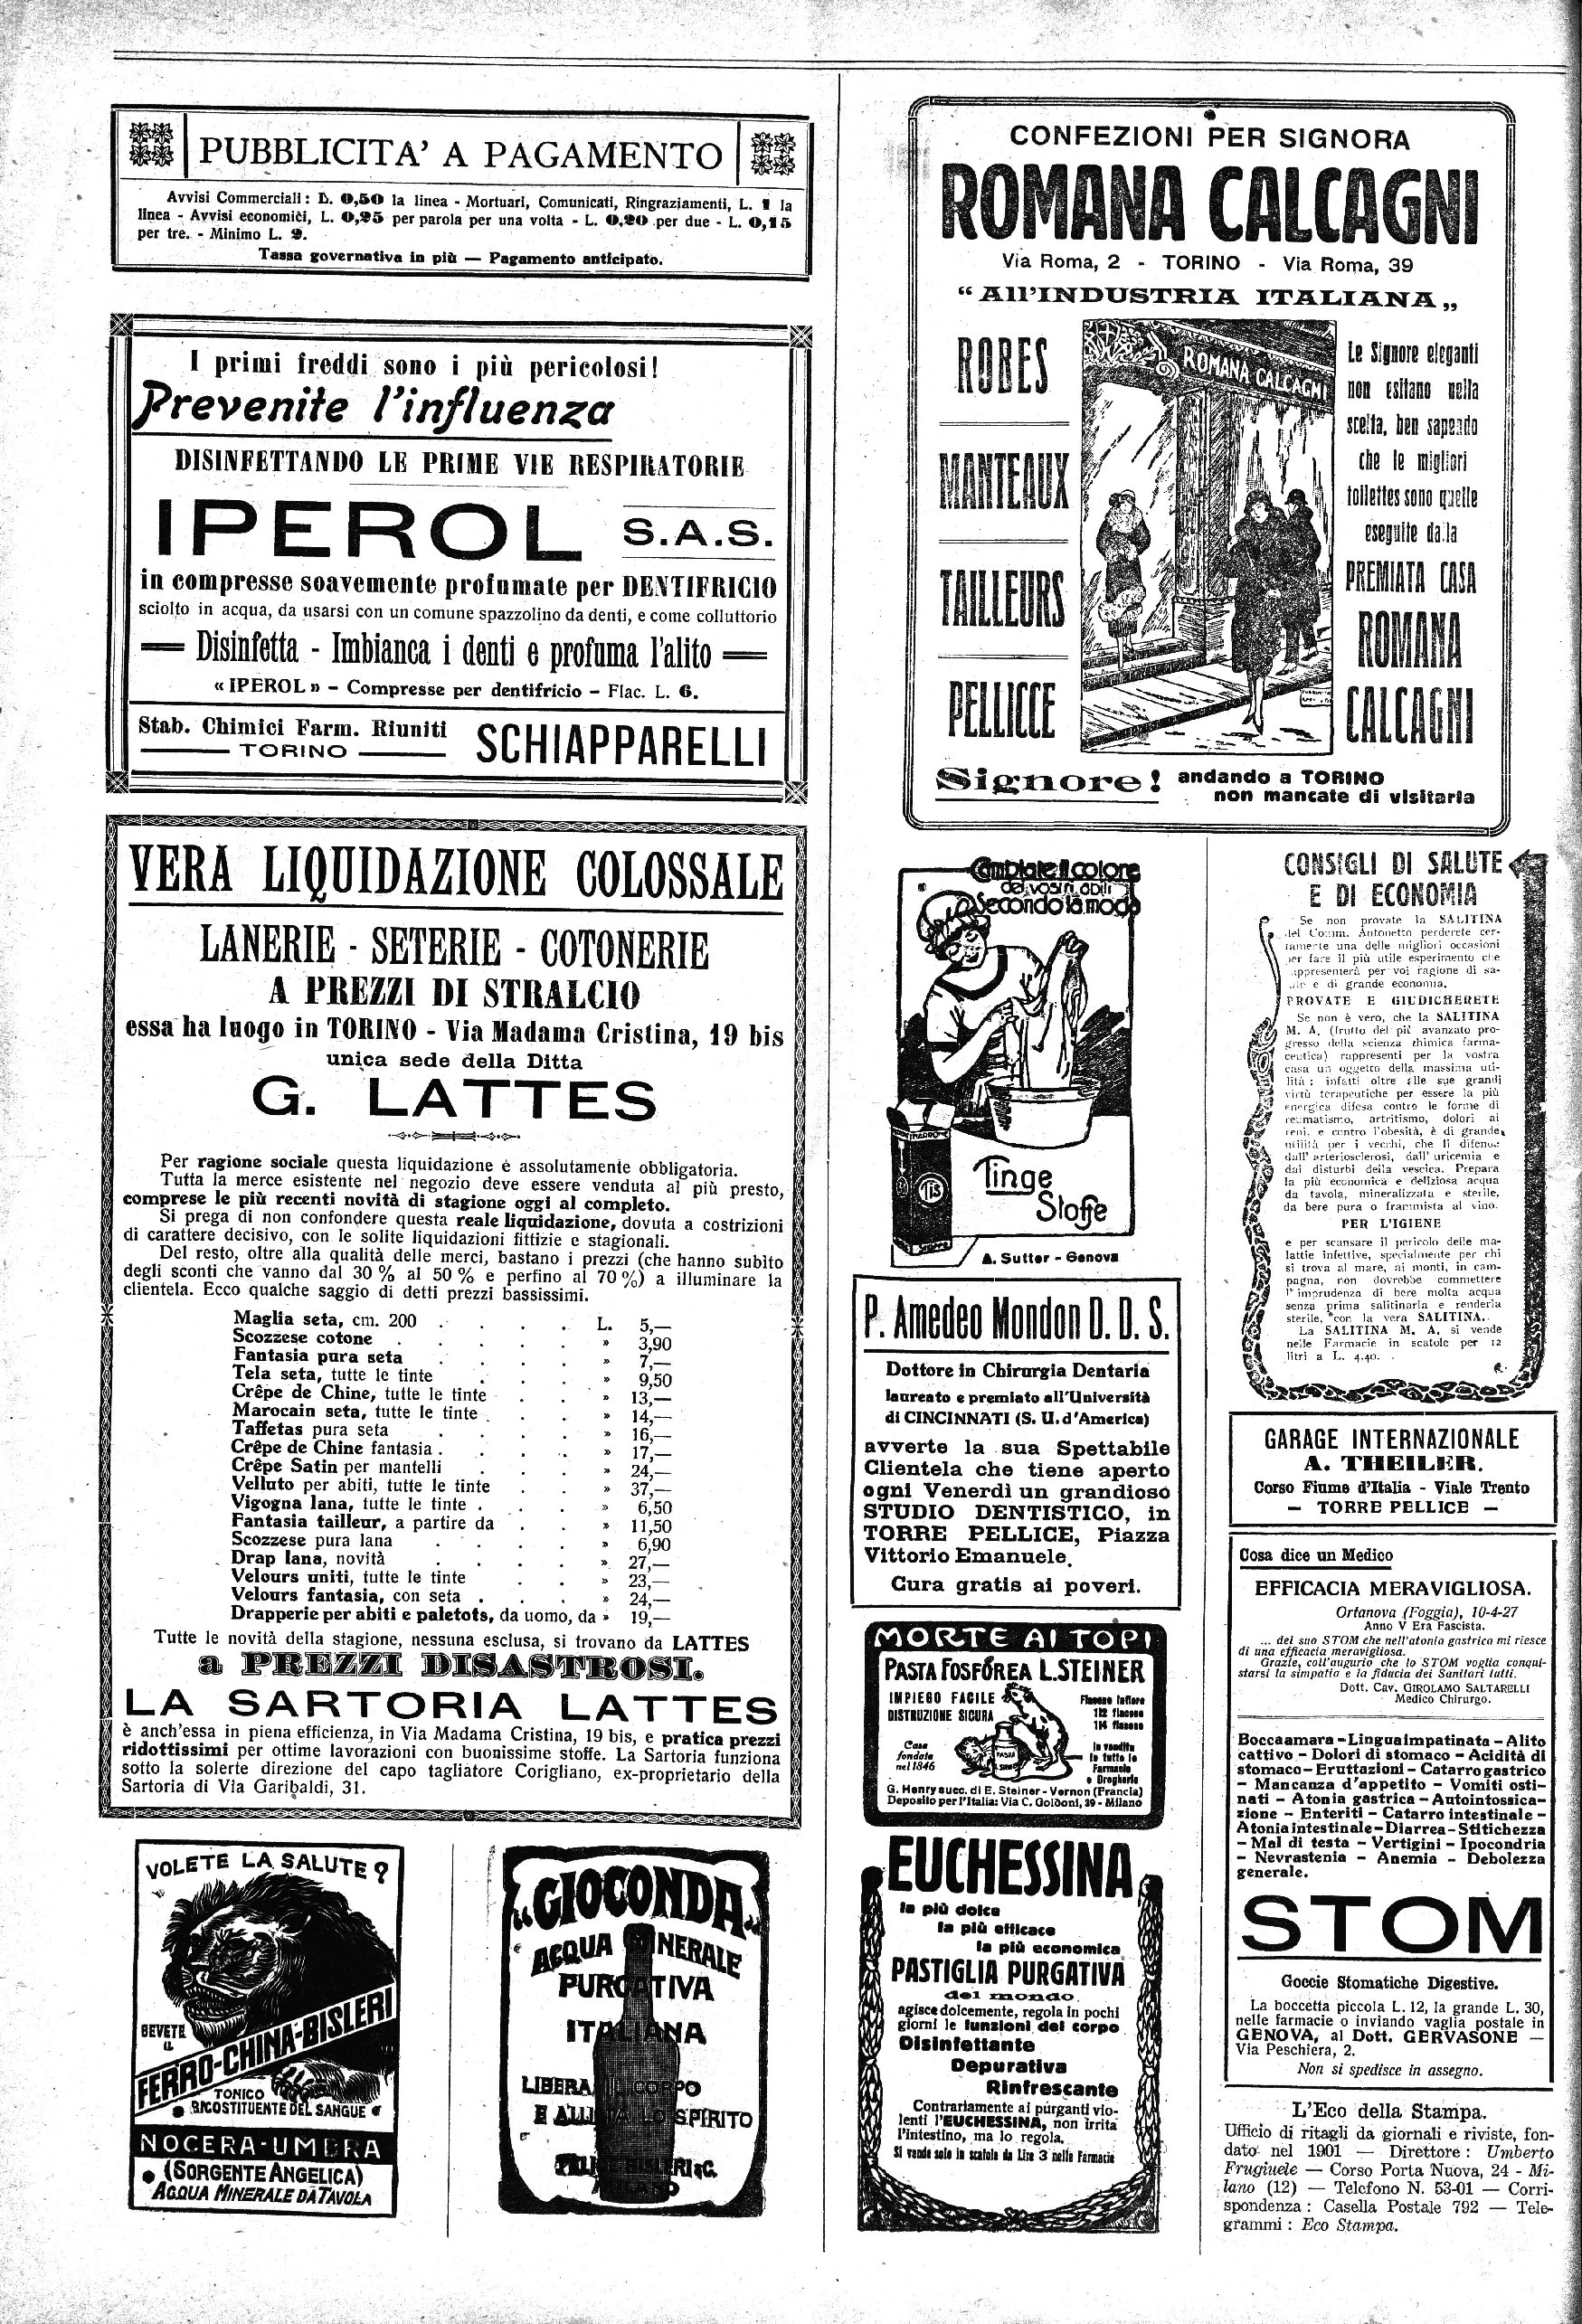 PUBBLICITA' A PAGAMENTO
Avvisi Commerciali: L. 0,50 la linea - Mortuari, Comunicati, Ringraziamenti, L. 1 la
linea - Avvisi economici, L. 0,25 per parola per una volta - L. 0,20 per due - L. 0,15
per tre. - Minimo L. 2.
Tassa governativa in più — Pagamento anticipato.
I primi freddi sono i più pericolosi!
Prevenite l'influenza
DISINFETTANDO LE PRIME VIE RESPIRATORIE
IPEROL S.A.S.
in compresse soavemente profumate per DENTIFRICIO
sciolto in acqua, da usarsi con un comune spazzolino da denti, e come colluttorio
Disinfetta - Imbianca i denti e profuma l'alito
« IPEROL » – Compresse per dentifricio – Flac. L. 6.
Stab. Chimici Farm. Riuniti
TORINO
SCHIAPPARELLI
VERA LIQUIDAZIONE COLOSSALE
LANERIE - SETERIE - COTONERIE
A PREZZI DI STRALCIO
essa ha luogo in TORINO - Via Madama Cristina, 19 bis
unica sede della Ditta
G. LATTES
Per ragione sociale questa liquidazione è assolutamente obbligatoria.
Tutta la merce esistente nel negozio deve essere venduta al più presto,
comprese le più recenti novità di stagione oggi al completo.
Si prega di non confondere questa reale liquidazione, dovuta a costrizioni
di carattere decisivo, con le solite liquidazioni fittizie e stagionali.
Del resto, oltre alla qualità delle merci, bastano i prezzi (che hanno subìto
degli sconti che vanno dal 30 % al 50 % e perfino al 70 %) a illuminare la
clientela. Ecco qualche saggio di detti prezzi bassissimi.
Maglia seta, cm. 200 . . . . L. 5,—
Scozzese cotone . . . . . » 3,90
Fantasia pura seta . . . . » 7,—
Tela seta, tutte le tinte . . . » 9,50
Crêpe de Chine, tutte le tinte . . » 13,—
Marocain seta, tutte le tinte . . . » 14,—
Taffetas pura seta . . . . » 16,—
Crêpe de Chine fantasia . . . . » 17,—
Crêpe Satin per mantelli . . . » 24,—
Velluto per abiti, tutte le tinte . . » 37,—
Vigogna lana, tutte le tinte . . . » 6,50
Fantasia tailleur, a partire da . . » 11,50
Scozzese pura lana . . . . » 6,90
Drap lana, novità . . . . » 27,—
Velours uniti, tutte le tinte . . » 23,—
Velours fantasia, con seta . . . » 24,—
Drapperie per abiti e paletots, da uomo, da » 19,—
Tutte le novità della stagione, nessuna esclusa, si trovano da LATTES
a PREZZI DISASTROSI.
LA SARTORIA LATTES
è anch'essa in piena efficienza, in Via Madama Cristina, 19 bis, e pratica prezzi
ridottissimi per ottime lavorazioni con buonissime stoffe. La Sartoria funziona
sotto la solerte direzione del capo tagliatore Corigliano, ex-proprietario della
Sartoria di Via Garibaldi, 31.
VOLETE LA SALUTE?
BEVETE
IL
FERRO-CHINA-BISLERI
TONICO
RICOSTITUENTE DEL SANGUE
NOCERA-UMBRA
(SORGENTE ANGELICA)
ACQUA MINERALE DA TAVOLA
"GIOCONDA"
ACQUA MINERALE
PURGATIVA
ITALIANA
LIBERA IL CORPO
E ALLIETA LO SPIRITO
FELICE BISLERI & C.
MILANO
CONFEZIONI PER SIGNORA
ROMANA CALCAGNI
Via Roma, 2 - TORINO - Via Roma, 39
"All'INDUSTRIA ITALIANA„
ROBES
MANTEAUX
TAILLEURS
PELLICCE
ROMANA CALCAGNI
Le Signore eleganti
non esitano nella
scelta, ben sapendo
che le migliori
toilettes sono quelle
eseguite dalla
PREMIATA CASA
ROMANA
CALCAGNI
Signore! andando a TORINO
non mancate di visitarla
Cambiate il colore
dei vostri abiti
Secondo la moda
MARRONE
TIS
Tinge
Stoffe
A. Sutter - Genova
P. Amedeo Mondon D. D. S.
Dottore in Chirurgia Dentaria
laureato e premiato all'Università
di CINCINNATI (S. U. d'America)
avverte la sua Spettabile
Clientela che tiene aperto
ogni Venerdì un grandioso
STUDIO DENTISTICO, in
TORRE PELLICE, Piazza
Vittorio Emanuele.
Cura gratis ai poveri.
MORTE AI TOPI
PASTA FOSFÓREA L. STEINER
IMPIEGO FACILE
DISTRUZIONE SICURA
Flacone intiero
1/2 flacone
1/4 flacone
Casa
fondata
nel 1846
PASTA
In vendita
in tutte le
Farmacie
e Drogherie
G. Henry succ. di E. Steiner - Vernon (Francia)
Deposito per l'Italia: Via C. Goldoni, 39 - Milano
EUCHESSINA
la più dolce
la più efficace
la più economica
PASTIGLIA PURGATIVA
del mondo
agisce dolcemente, regola in pochi
giorni le funzioni del corpo
Disinfettante
Depurativa
Rinfrescante
Contrariamente ai purganti vio-
lenti l'EUCHESSINA, non irrita
l'intestino, ma lo regola.
Si vende solo in scatole da Lire 3 nelle Farmacie
CONSIGLI DI SALUTE
E DI ECONOMIA
Se non provate la SALITINA
del Comm. Antonetto perderete cer-
tamente una delle migliori occasioni
per fare il più utile esperimento che
appresenterà per voi ragione di sa-
lute e di grande economia.
PROVATE E GIUDICHERETE
Se non è vero, che la SALITINA
M. A. (frutto del più avanzato pro-
gresso della scienza chimica farma-
ceutica) rappresenti per la vostra
casa un oggetto della massima uti-
lità: infatti oltre alle sue grandi
virtù terapeutiche per essere la più
energica difesa contro le forme di
reumatismo, artritismo, dolori ai
reni, e contro l'obesità, è di grande
utilità per i vecchi, che li difende
dall'arteriosclerosi, dall'uricemia e
dai disturbi della vescica. Prepara
la più economica e deliziosa acqua
da tavola, mineralizzata e sterile,
da bere pura o frammista al vino.
PER L'IGIENE
e per scansare il pericolo delle ma-
lattie infettive, specialmente per chi
si trova al mare, ai monti, in cam-
pagna, non dovrebbe commettere
l'imprudenza di bere molta acqua
senza prima salitinarla e renderla
sterile, con la vera SALITINA.
La SALITINA M. A. si vende
nelle Farmacie in scatole per 12
litri a L. 4,40.
GARAGE INTERNAZIONALE
A. THEILER.
Corso Fiume d'Italia - Viale Trento
— TORRE PELLICE —
Cosa dice un Medico
EFFICACIA MERAVIGLIOSA.
Ortanova (Foggia), 10-4-27
Anno V Era Fascista.
... del suo STOM che nell'atonia gastrica mi riesce
di una efficacia meravigliosa.
Grazie, coll'augurio che lo STOM voglia conqui-
starsi la simpatia e la fiducia dei Sanitari tutti.
Dott. Cav. GIROLAMO SALTARELLI
Medico Chirurgo.
Bocca amara – Lingua impatinata – Alito
cattivo – Dolori di stomaco – Acidità di
stomaco – Eruttazioni – Catarro gastrico
– Mancanza d'appetito – Vomiti osti-
nati – Atonia gastrica – Autointossica-
zione – Enteriti – Catarro intestinale –
Atonia intestinale – Diarrea – Stitichezza
– Mal di testa – Vertigini – Ipocondria
– Nevrastenia – Anemia – Debolezza
generale.
STOM
Goccie Stomatiche Digestive.
La boccetta piccola L. 12, la grande L. 30,
nelle farmacie o inviando vaglia postale in
GENOVA, al Dott. GERVASONE —
Via Peschiera, 2.
Non si spedisce in assegno.
L'Eco della Stampa.
Ufficio di ritagli da giornali e riviste, fon-
dato nel 1901 — Direttore: Umberto
Frugiuele — Corso Porta Nuova, 24 - Mi-
lano (12) — Telefono N. 53-01 — Corri-
spondenza: Casella Postale 792 — Tele-
grammi: Eco Stampa.